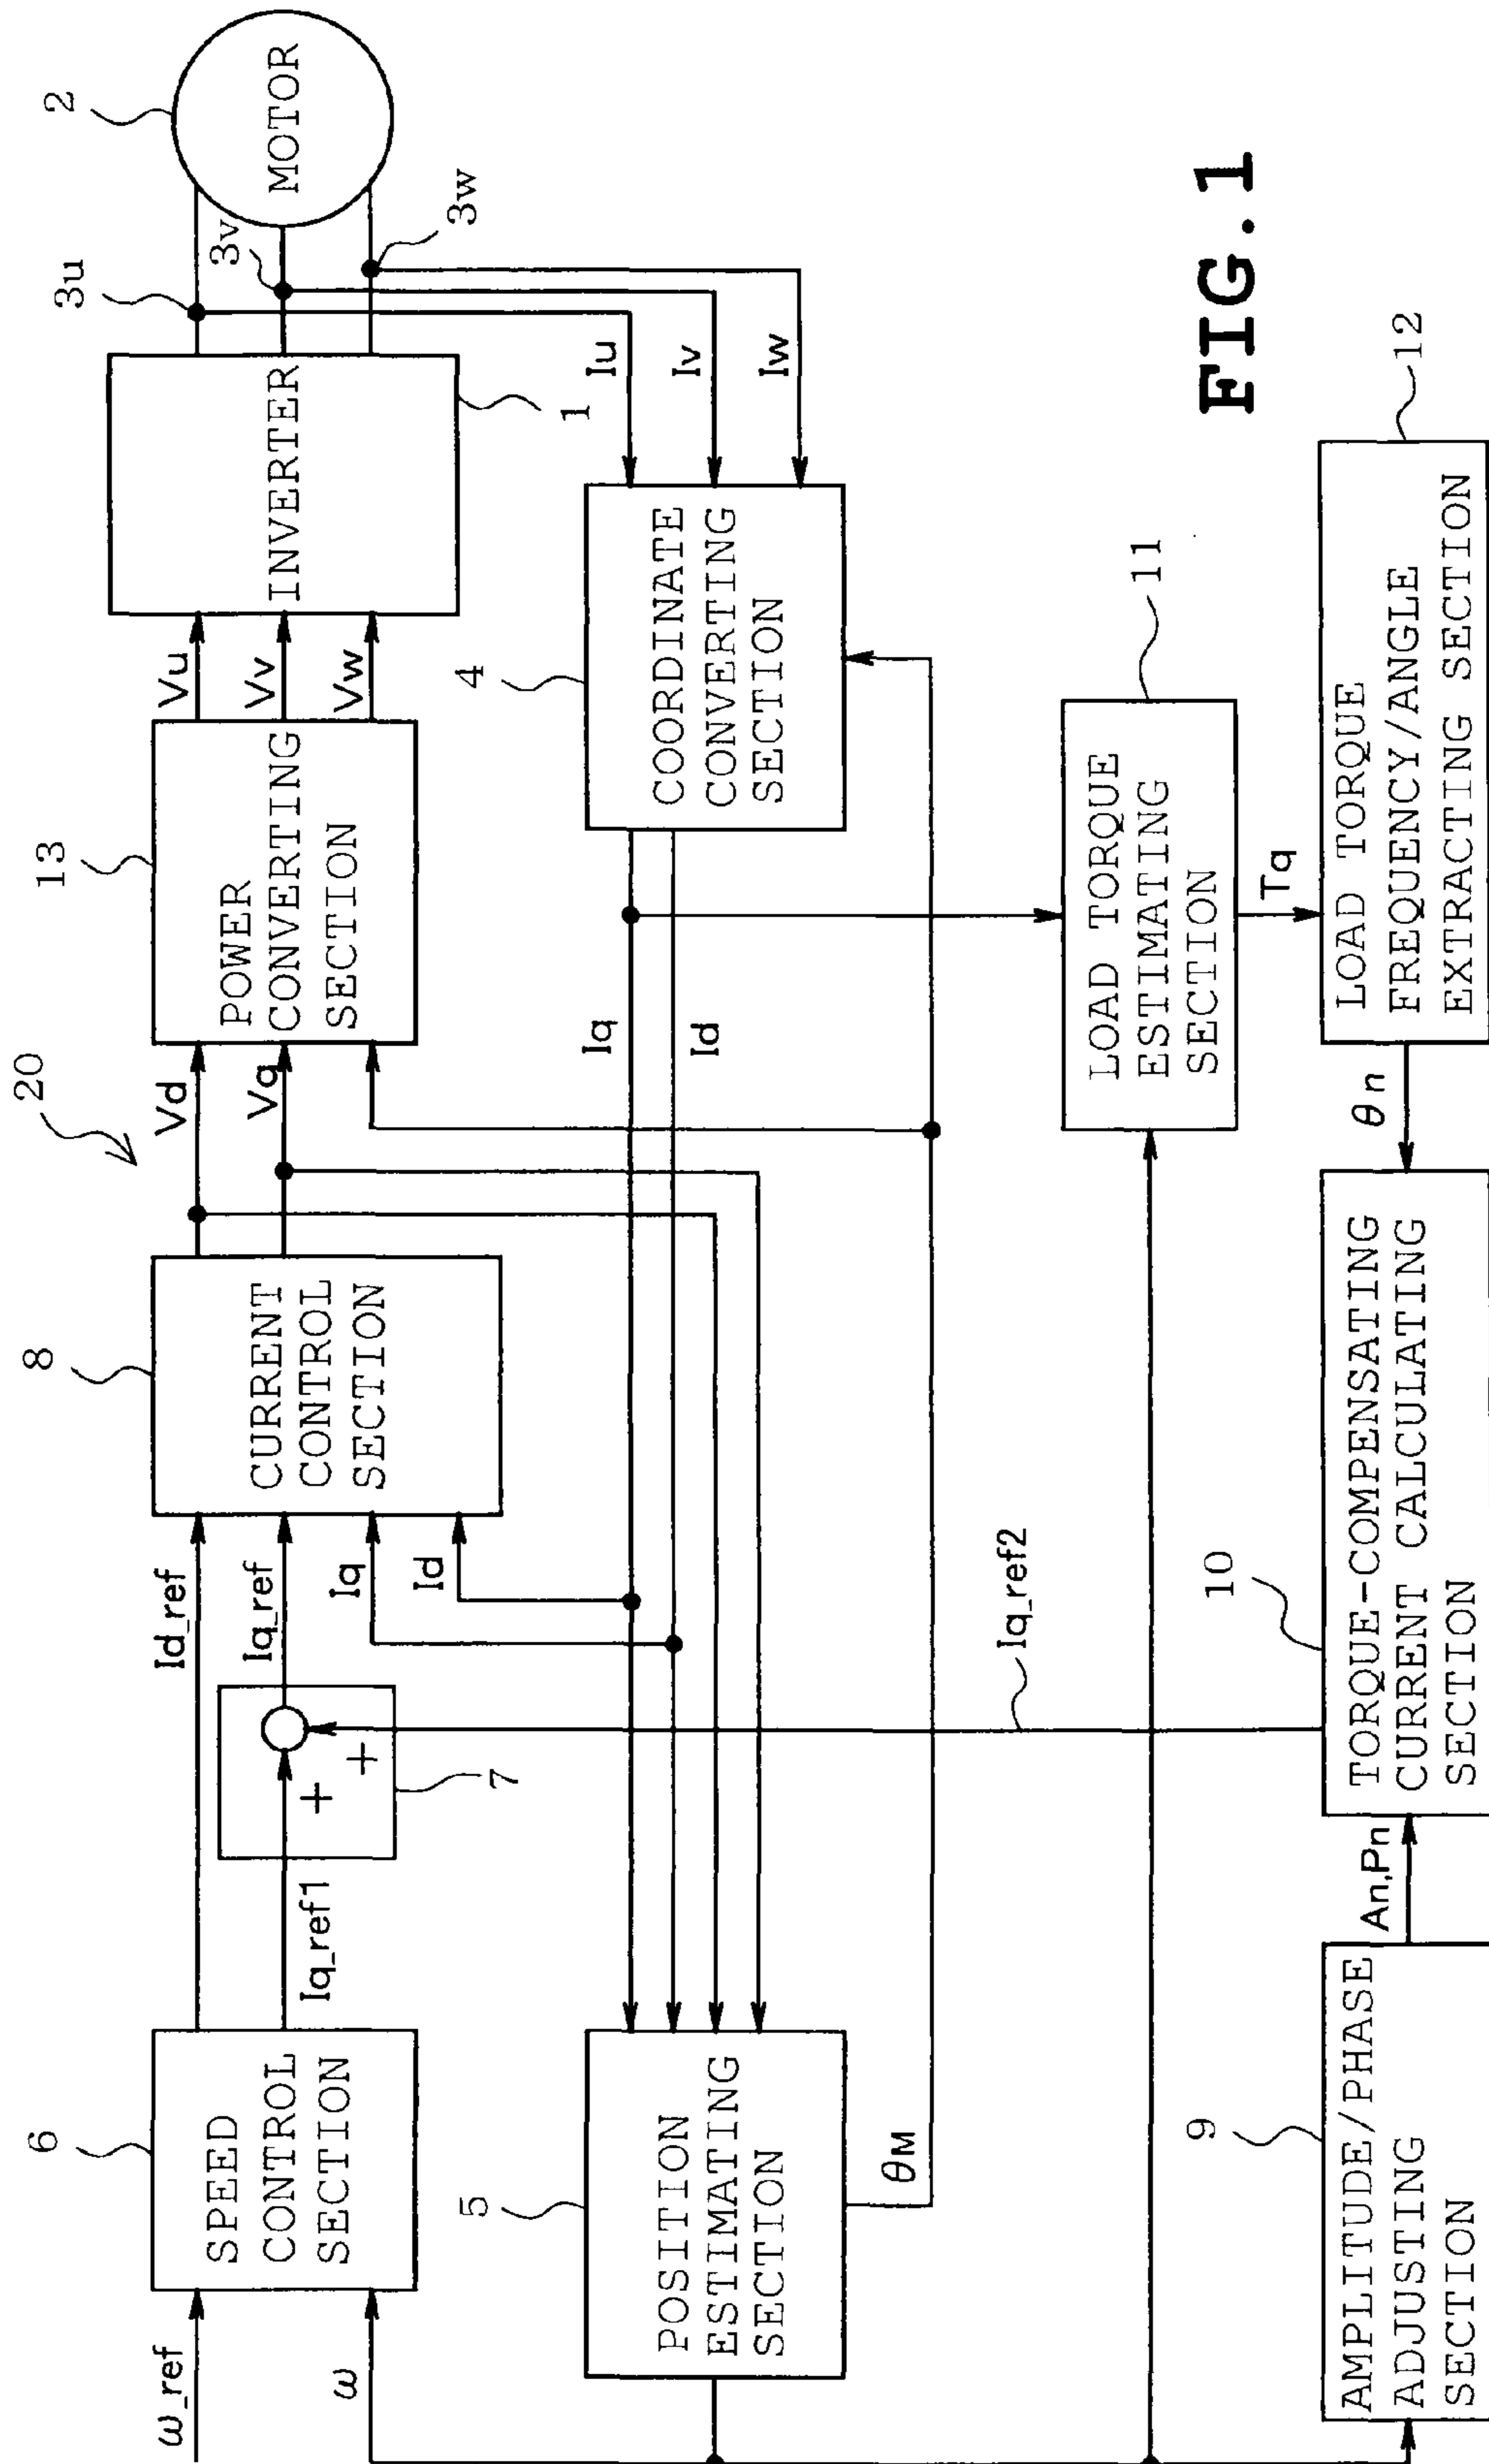 20
ω_ref
ω
6
SPEED
CONTROL
SECTION
Id_ref
Iq_ref1
+
+
7
Iq_ref
Iq
Id
8
CURRENT
CONTROL
SECTION
Vd
Vq
13
POWER
CONVERTING
SECTION
Vu
Vv
Vw
INVERTER
1
3u
3v
3w
2
MOTOR
5
POSITION
ESTIMATING
SECTION
θM
Iq
Id
4
COORDINATE
CONVERTING
SECTION
Iu
Iv
Iw
Iq_ref2
11
LOAD TORQUE
ESTIMATING
SECTION
Tq
9
AMPLITUDE/PHASE
ADJUSTING
SECTION
An,Pn
10
TORQUE-COMPENSATING
CURRENT CALCULATING
SECTION
θn
12
LOAD TORQUE
FREQUENCY/ANGLE
EXTRACTING SECTION
FIG.1